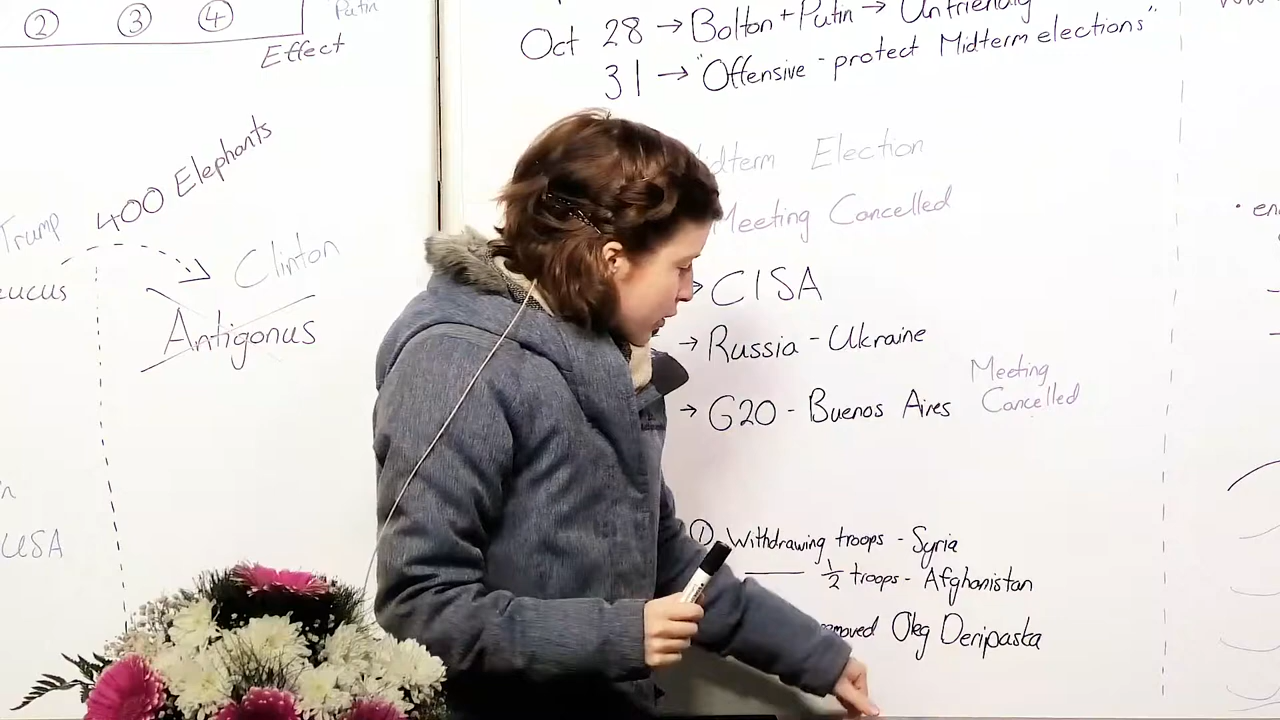 ② ③ ④
Putin
Effect
400 Elephants
Trump
Clinton
Antigonus
USA
Oct 28 → Bolton + Putin → Unfriendly
31 → "Offensive - protect Midterm elections"
Election
Meeting Cancelled
CISA
→ Russia - Ukraine
→ G20 - Buenos Aires
Meeting
Cancelled
① Withdrawing troops - Syria
½ troops - Afghanistan
Oleg Deripaska